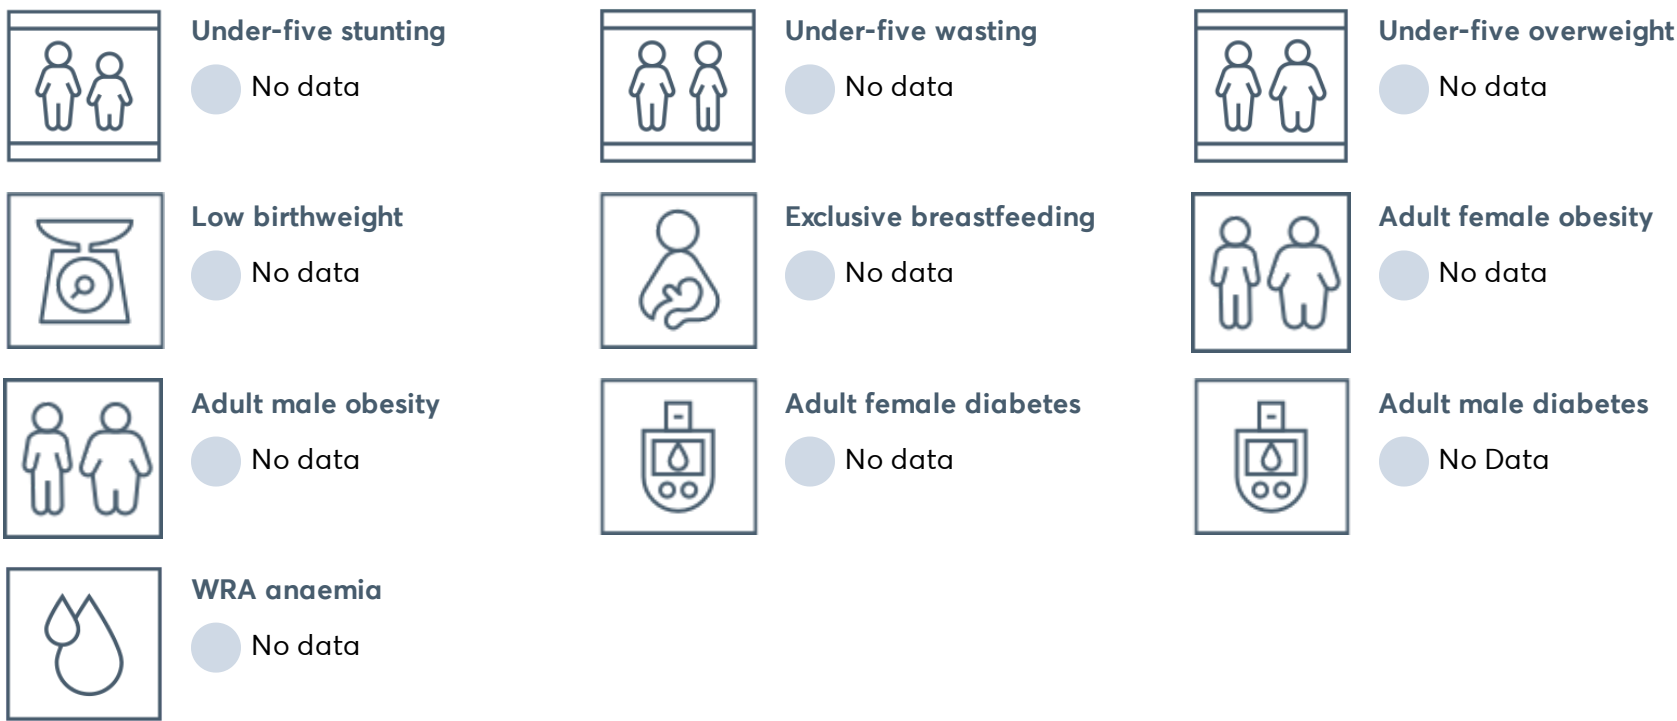 Under-five stunting
No data
Under-five wasting
No data
Under-five overweight
No data
Low birthweight
No data
Exclusive breastfeeding
No data
Adult female obesity
No data
Adult male obesity
No data
Adult female diabetes
No data
Adult male diabetes
No Data
WRA anaemia
No data